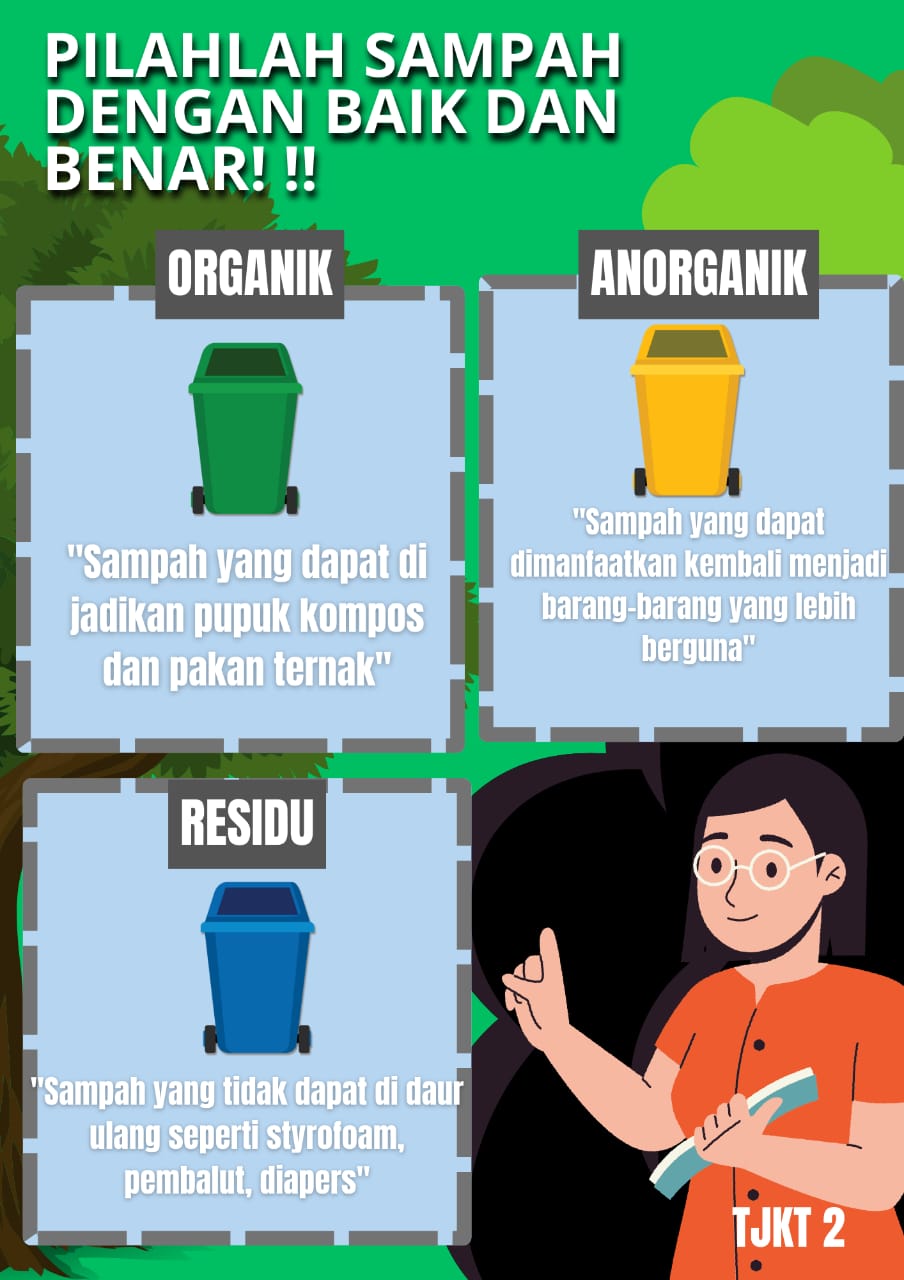 PILAHLAH SAMPAH
DENGAN BAIK DAN
BENAR! !!
ORGANIK
"Sampah yang dapat di
jadikan pupuk kompos
dan pakan ternak"
ANORGANIK
"Sampah yang dapat
dimanfaatkan kembali menjadi
barang-barang yang lebih
berguna"
RESIDU
"Sampah yang tidak dapat di daur
ulang seperti styrofoam,
pembalut, diapers"
TJKT 2